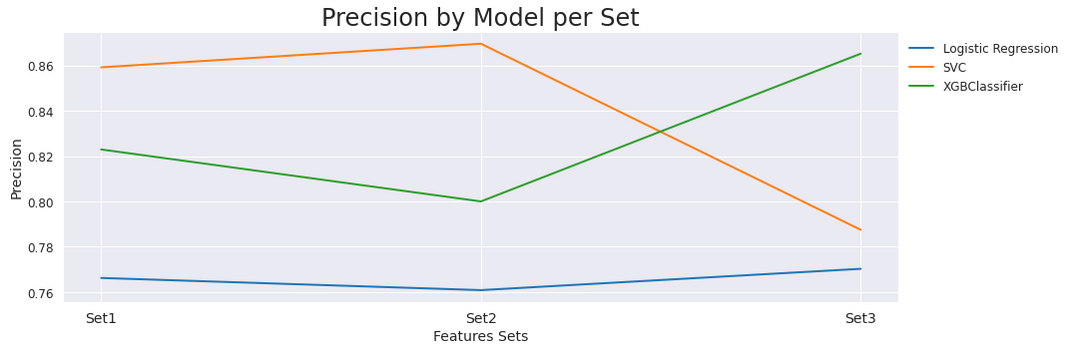 Precision by Model per Set
Logistic Regression
SVC
XGBClassifier
Precision
0.86
0.84
0.82
0.80
0.78
0.76
Set1
Set2
Set3
Features Sets